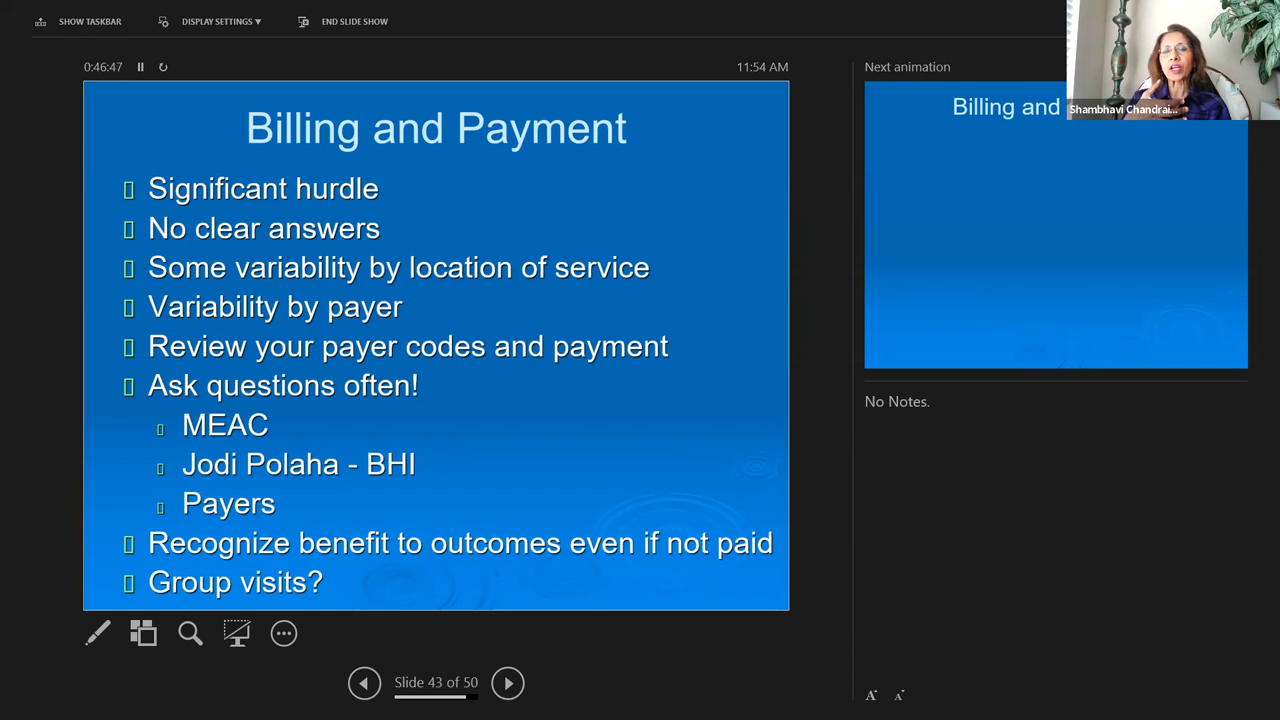 SHOW TASKBAR
DISPLAY SETTINGS ▼
END SLIDE SHOW
0:46:47
11:54 AM
Billing and Payment
Significant hurdle
No clear answers
Some variability by location of service
Variability by payer
Review your payer codes and payment
Ask questions often!
MEAC
Jodi Polaha - BHI
Payers
Recognize benefit to outcomes even if not paid
Group visits?
Slide 43 of 50
Next animation
Billing and
Shambhavi Chandrai...
No Notes.
A A